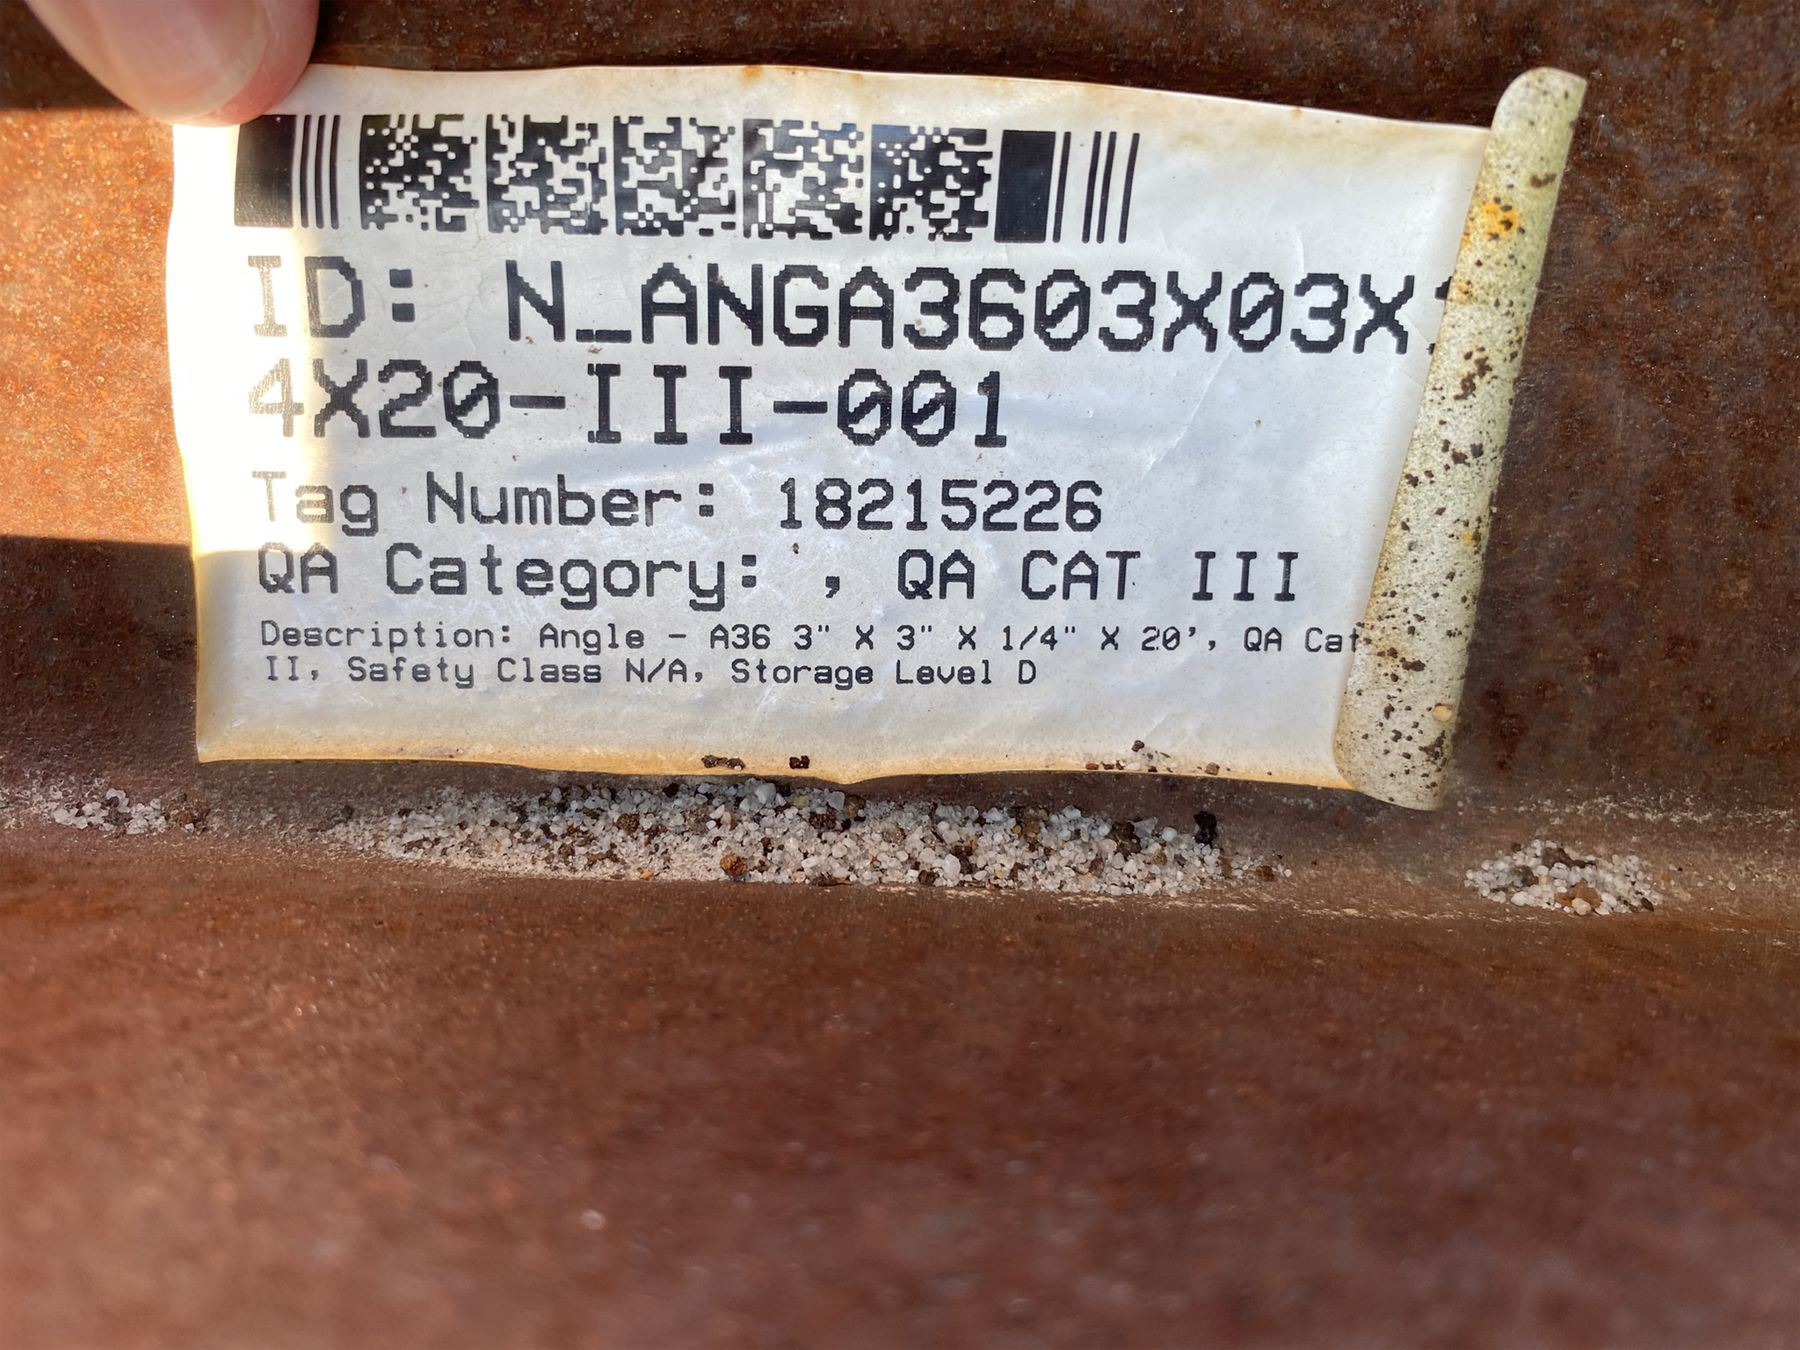 ID: N_ANGA3603X03X
4X20-III-001
Tag Number: 18215226
QA Category: , QA CAT III
Description: Angle - A36 3" X 3" X 1/4" X 20', QA Cat
II, Safety Class N/A, Storage Level D